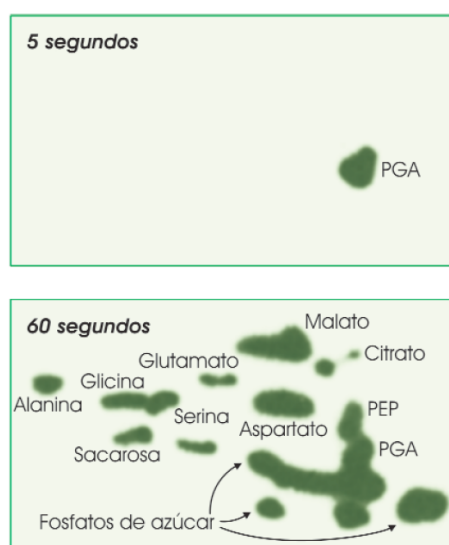 5 segundos
PGA
60 segundos
Malato
Glutamato
Citrato
Glicina
Alanina
Serina
Aspartato
PEP
Sacarosa
PGA
Fosfatos de azúcar